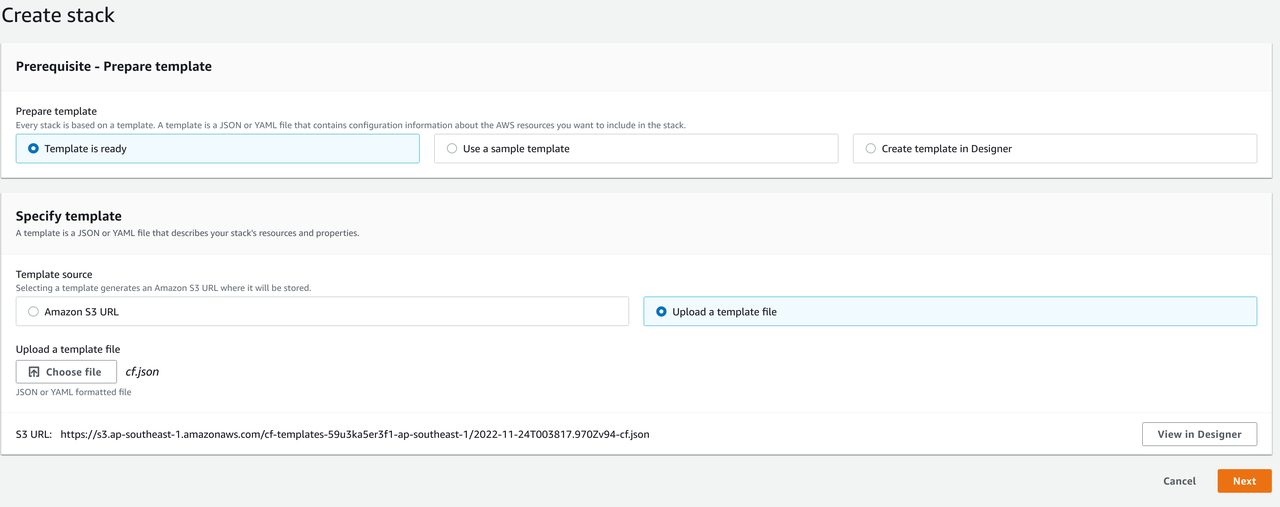 Create stack
Prerequisite - Prepare template
Prepare template
Every stack is based on a template. A template is a JSON or YAML file that contains configuration information about the AWS resources you want to include in the stack.
Template is ready
Use a sample template
Create template in Designer
Specify template
A template is a JSON or YAML file that describes your stack's resources and properties.
Template source
Selecting a template generates an Amazon S3 URL where it will be stored.
Amazon S3 URL
Upload a template file
Upload a template file
Choose file
cf.json
JSON or YAML formatted file
S3 URL: https://s3.ap-southeast-1.amazonaws.com/cf-templates-59u3ka5er3f1-ap-southeast-1/2022-11-24T003817.970Zv94-cf.json
View in Designer
Cancel
Next